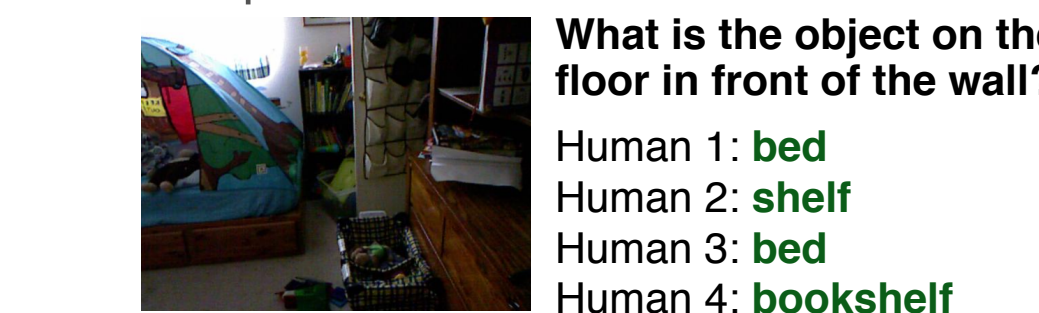 What is the object on the
floor in front of the wall?
Human 1: bed
Human 2: shelf
Human 3: bed
Human 4: bookshelf